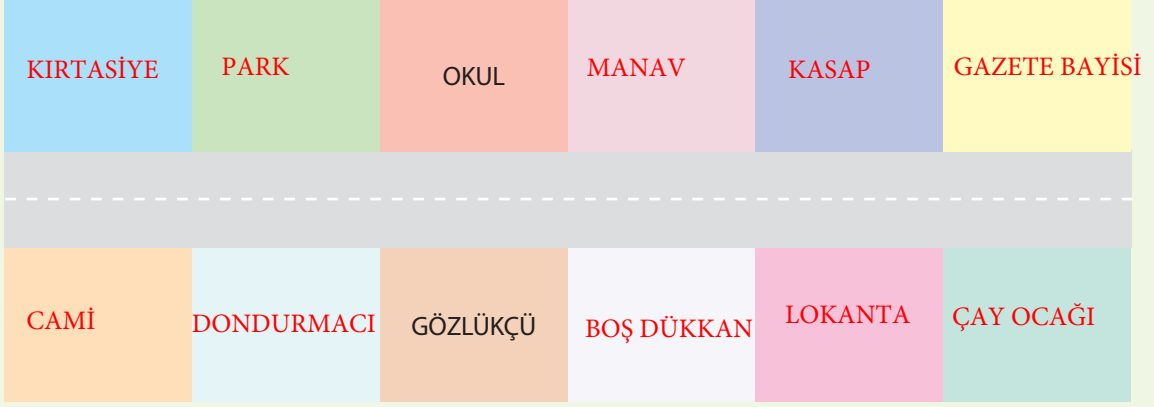 KIRTASİYE
PARK
OKUL
MANAV
KASAP
GAZETE BAYİSİ
CAMİ
DONDURMACI
GÖZLÜKÇÜ
BOŞ DÜKKAN
LOKANTA
ÇAY OCAĞI